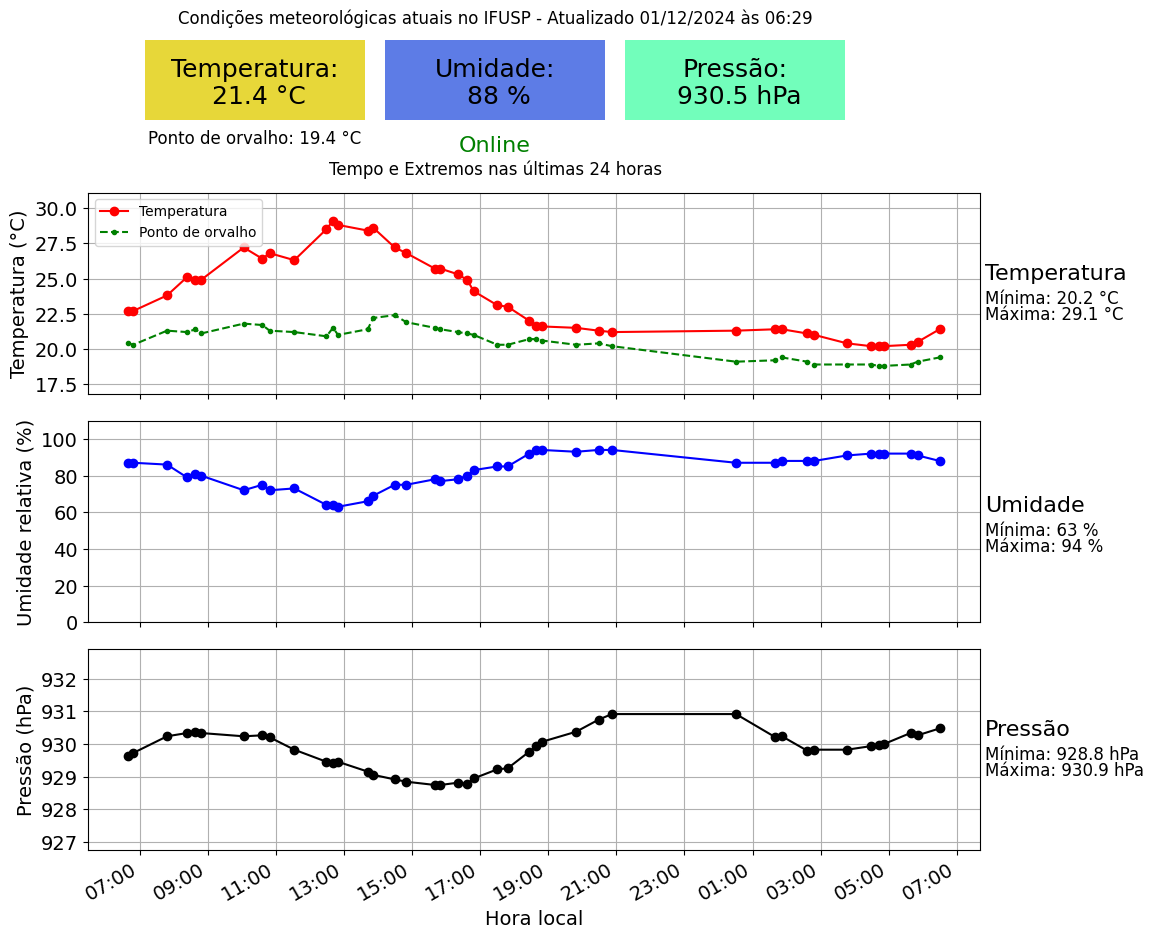 Condições meteorológicas atuais no IFUSP - Atualizado 01/12/2024 às 06:29
Temperatura:
21.4 °C
Umidade:
88 %
Pressão:
930.5 hPa
Ponto de orvalho: 19.4 °C
Online
Tempo e Extremos nas últimas 24 horas
Temperatura (°C)
30.0
27.5
25.0
22.5
20.0
17.5
Temperatura
Ponto de orvalho
Temperatura
Mínima: 20.2 °C
Máxima: 29.1 °C
Umidade relativa (%)
100
80
60
40
20
0
Umidade
Mínima: 63 %
Máxima: 94 %
Pressão (hPa)
932
931
930
929
928
927
Pressão
Mínima: 928.8 hPa
Máxima: 930.9 hPa
07:00 09:00 11:00 13:00 15:00 17:00 19:00 21:00 23:00 01:00 03:00 05:00 07:00
Hora local